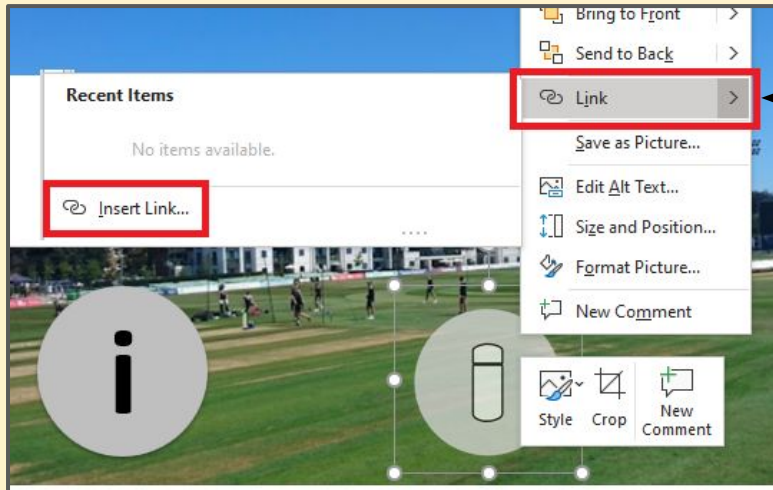 Bring to Front
Send to Back
Recent Items
Link
No items available.
Save as Picture...
Insert Link...
Edit Alt Text...
Size and Position...
Format Picture...
New Comment
i
i
Style
Crop
New
Comment